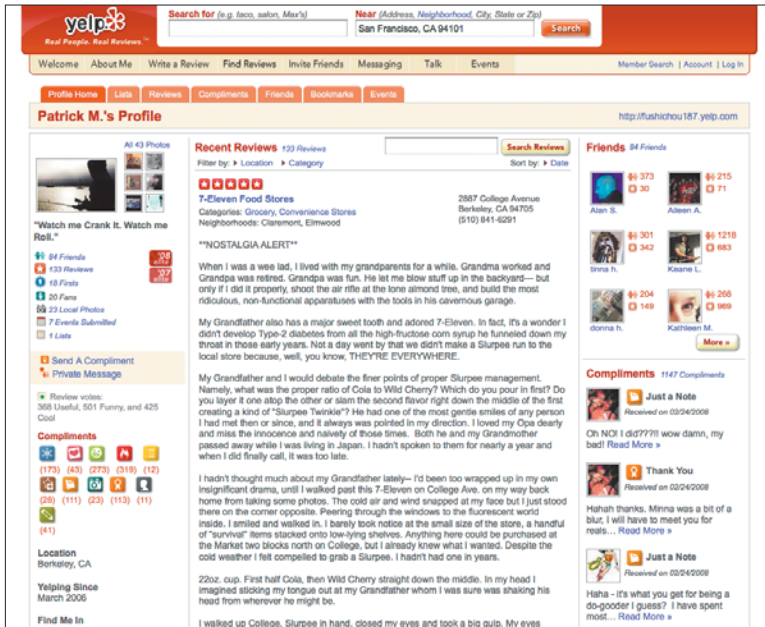 yelp
Real People. Real Reviews.™
Search for (e.g. taco, salon, Max's)
Near (Address, Neighborhood, City, State or Zip)
San Francisco, CA 94101
Search
Welcome About Me Write a Review Find Reviews Invite Friends Messaging Talk Events
Member Search | Account | Log In
Profile Home Lists Reviews Compliments Friends Bookmarks Events
Patrick M.'s Profile
http://fushichou187.yelp.com
All 43 Photos
"Watch me Crank It. Watch me
Roll."
84 Friends
133 Reviews
18 Firsts
20 Fans
23 Local Photos
7 Events Submitted
1 Lists
'08
elite
'07
elite
Send A Compliment
Private Message
Review votes:
368 Useful, 501 Funny, and 425
Cool
Compliments
(173) (43) (273) (319) (12)
(28) (111) (23) (113) (11)
(41)
Location
Berkeley, CA
Yelping Since
March 2006
Find Me In
Recent Reviews 133 Reviews
Search Reviews
Filter by: Location Category
Sort by: Date
7-Eleven Food Stores
Categories: Grocery, Convenience Stores
Neighborhoods: Claremont, Elmwood
2887 College Avenue
Berkeley, CA 94705
(510) 841-6291
**NOSTALGIA ALERT**
When I was a wee lad, I lived with my grandparents for a while. Grandma worked and
Grandpa was retired. Grandpa was fun. He let me blow stuff up in the backyard— but
only if I did it properly, shoot the air rifle at the lone almond tree, and build the most
ridiculous, non-functional apparatuses with the tools in his cavernous garage.
My Grandfather also has a major sweet tooth and adored 7-Eleven. In fact, it's a wonder I
didn't develop Type-2 diabetes from all the high-fructose corn syrup he funneled down my
throat in those early years. Not a day went by that we didn't make a Slurpee run to the
local store because, well, you know, THEY'RE EVERYWHERE.
My Grandfather and I would debate the finer points of proper Slurpee management.
Namely, what was the proper ratio of Cola to Wild Cherry? Which do you pour in first? Do
you layer it one atop the other or slam the second flavor right down the middle of the first
creating a kind of "Slurpee Twinkie"? He had one of the most gentle smiles of any person
I had met then or since, and it always was pointed in my direction. I loved my Opa dearly
and miss the innocence and naivety of those times. Both he and my Grandmother
passed away while I was living in Japan. I hadn't spoken to them for nearly a year and
when I did finally call, it was too late.
I hadn't thought much about my Grandfather lately– I'd been too wrapped up in my own
insignificant drama, until I walked past this 7-Eleven on College Ave. on my way back
home from taking some photos. The cold air and wind snapped at my face but I just stood
there on the corner opposite. Peering through the windows to the fluorescent world
inside. I smiled and walked in. I barely took notice at the small size of the store, a handful
of "survival" items stacked onto low-lying shelves. Anything here could be purchased at
the Market two blocks north on College, but I already knew what I wanted. Despite the
cold weather I felt compelled to grab a Slurpee. I hadn't had one in years.
22oz. cup. First half Cola, then Wild Cherry straight down the middle. In my head I
imagined sticking my tongue out at my Grandfather whom I was sure was shaking his
head from wherever he might be.
I walked up College, Slurpee in hand, closed my eyes and took a big gulp. My eyes
Friends 84 Friends
373
30
Alan S.
215
71
Aileen A.
301
342
tinna h.
1218
683
Keane L.
204
149
donna h.
268
969
Kathleen M.
More »
Compliments 1147 Compliments
Just a Note
Received on 02/24/2008
Oh NO! I did???!! wow damn, my
bad! Read More »
Thank You
Received on 02/24/2008
Hahah thanks. Minna was a bit of a
blur, I will have to meet you for
reals... Read More »
Just a Note
Received on 02/24/2008
Haha - it's what you get for being a
do-gooder I guess? I have spent
most... Read More »